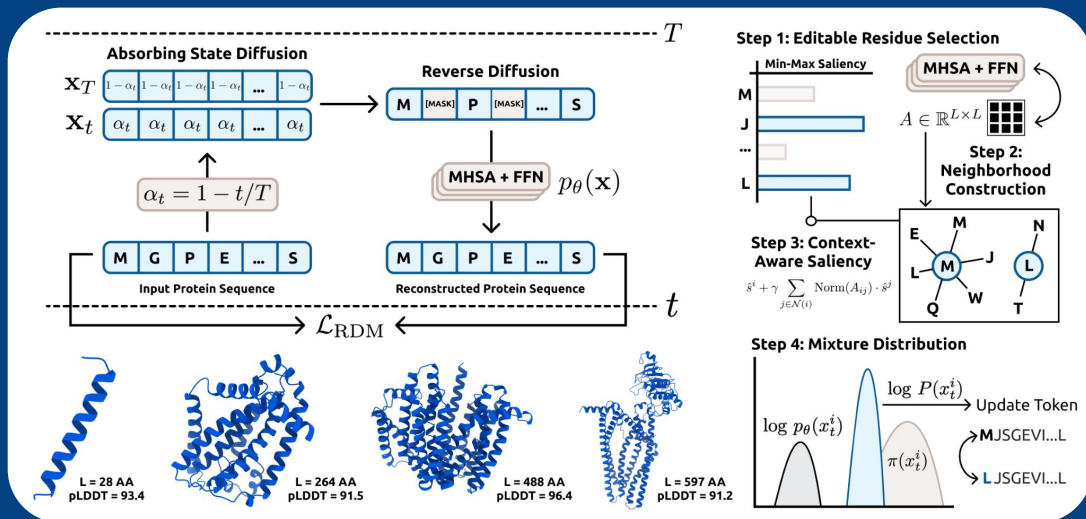 T
Absorbing State Diffusion
x_T 1 − α_t 1 − α_t 1 − α_t 1 − α_t ... 1 − α_t
x_t α_t α_t α_t α_t ... α_t
α_t = 1 − t/T
M G P E ... S
Input Protein Sequence
Reverse Diffusion
M [MASK] P [MASK] ... S
MHSA + FFN
p_θ(x)
M G P E ... S
Reconstructed Protein Sequence
t
ℒ_RDM
L = 28 AA
pLDDT = 93.4
L = 264 AA
pLDDT = 91.5
L = 488 AA
pLDDT = 96.4
L = 597 AA
pLDDT = 91.2
Step 1: Editable Residue Selection
Min-Max Saliency
M
J
...
L
MHSA + FFN
A ∈ ℝ^{L×L}
Step 2:
Neighborhood
Construction
E
M
J
M
L
Q
W
N
L
T
Step 3: Context-
Aware Saliency
ŝ^i + γ ∑_{j∈𝒩(i)} Norm(A_{ij}) · ŝ^j
Step 4: Mixture Distribution
log p_θ(x_t^i)
log P(x_t^i)
π(x_t^i)
Update Token
MJSGEVI...L
LJSGEVI...L